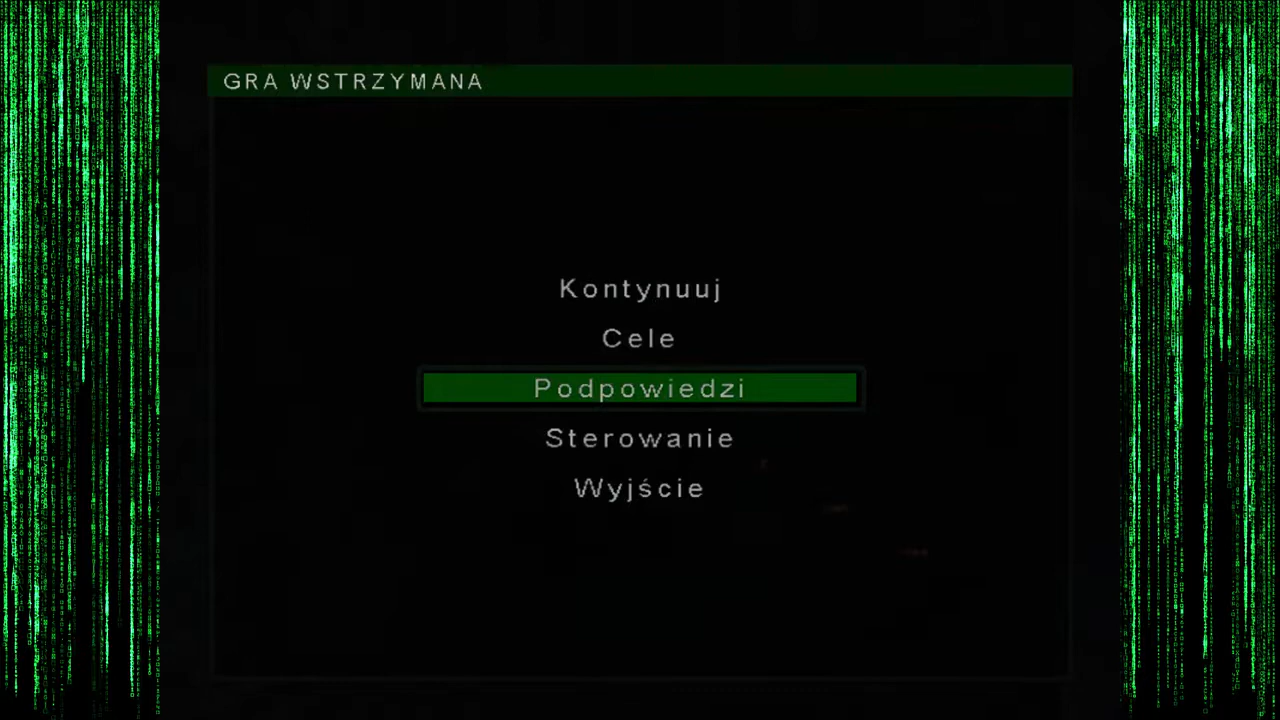 GRA WSTRZYMANA
Kontynuuj
Cele
Podpowiedzi
Sterowanie
Wyjście